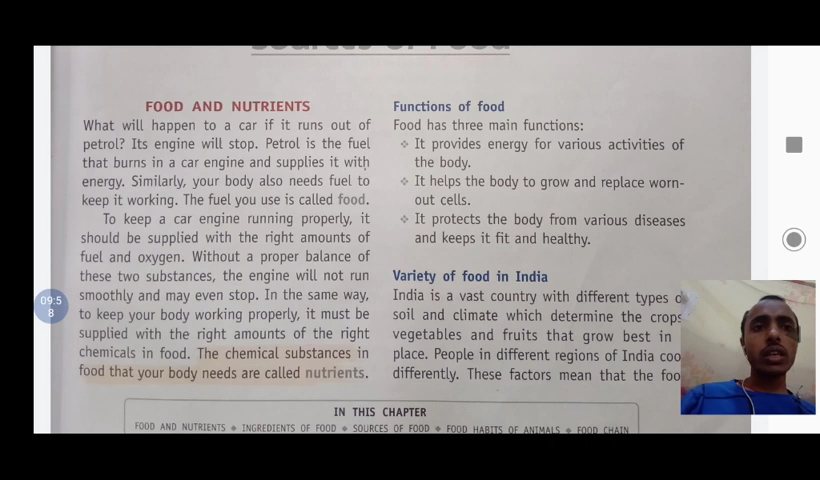 Sources of Food
FOOD AND NUTRIENTS
What will happen to a car if it runs out of
petrol? Its engine will stop. Petrol is the fuel
that burns in a car engine and supplies it with
energy. Similarly, your body also needs fuel to
keep it working. The fuel you use is called food.
To keep a car engine running properly, it
should be supplied with the right amounts of
fuel and oxygen. Without a proper balance of
these two substances, the engine will not run
smoothly and may even stop. In the same way,
to keep your body working properly, it must be
supplied with the right amounts of the right
chemicals in food. The chemical substances in
food that your body needs are called nutrients.
Functions of food
Food has three main functions:
❖ It provides energy for various activities of
the body.
❖ It helps the body to grow and replace worn-
out cells.
❖ It protects the body from various diseases
and keeps it fit and healthy.
Variety of food in India
India is a vast country with different types
soil and climate which determine the crops
vegetables and fruits that grow best in
place. People in different regions of India
differently. These factors mean that the
IN THIS CHAPTER
FOOD AND NUTRIENTS ◆ INGREDIENTS OF FOOD ◆ SOURCES OF FOOD ◆ FOOD HABITS OF ANIMALS ◆ FOOD CHAIN
09:5
8